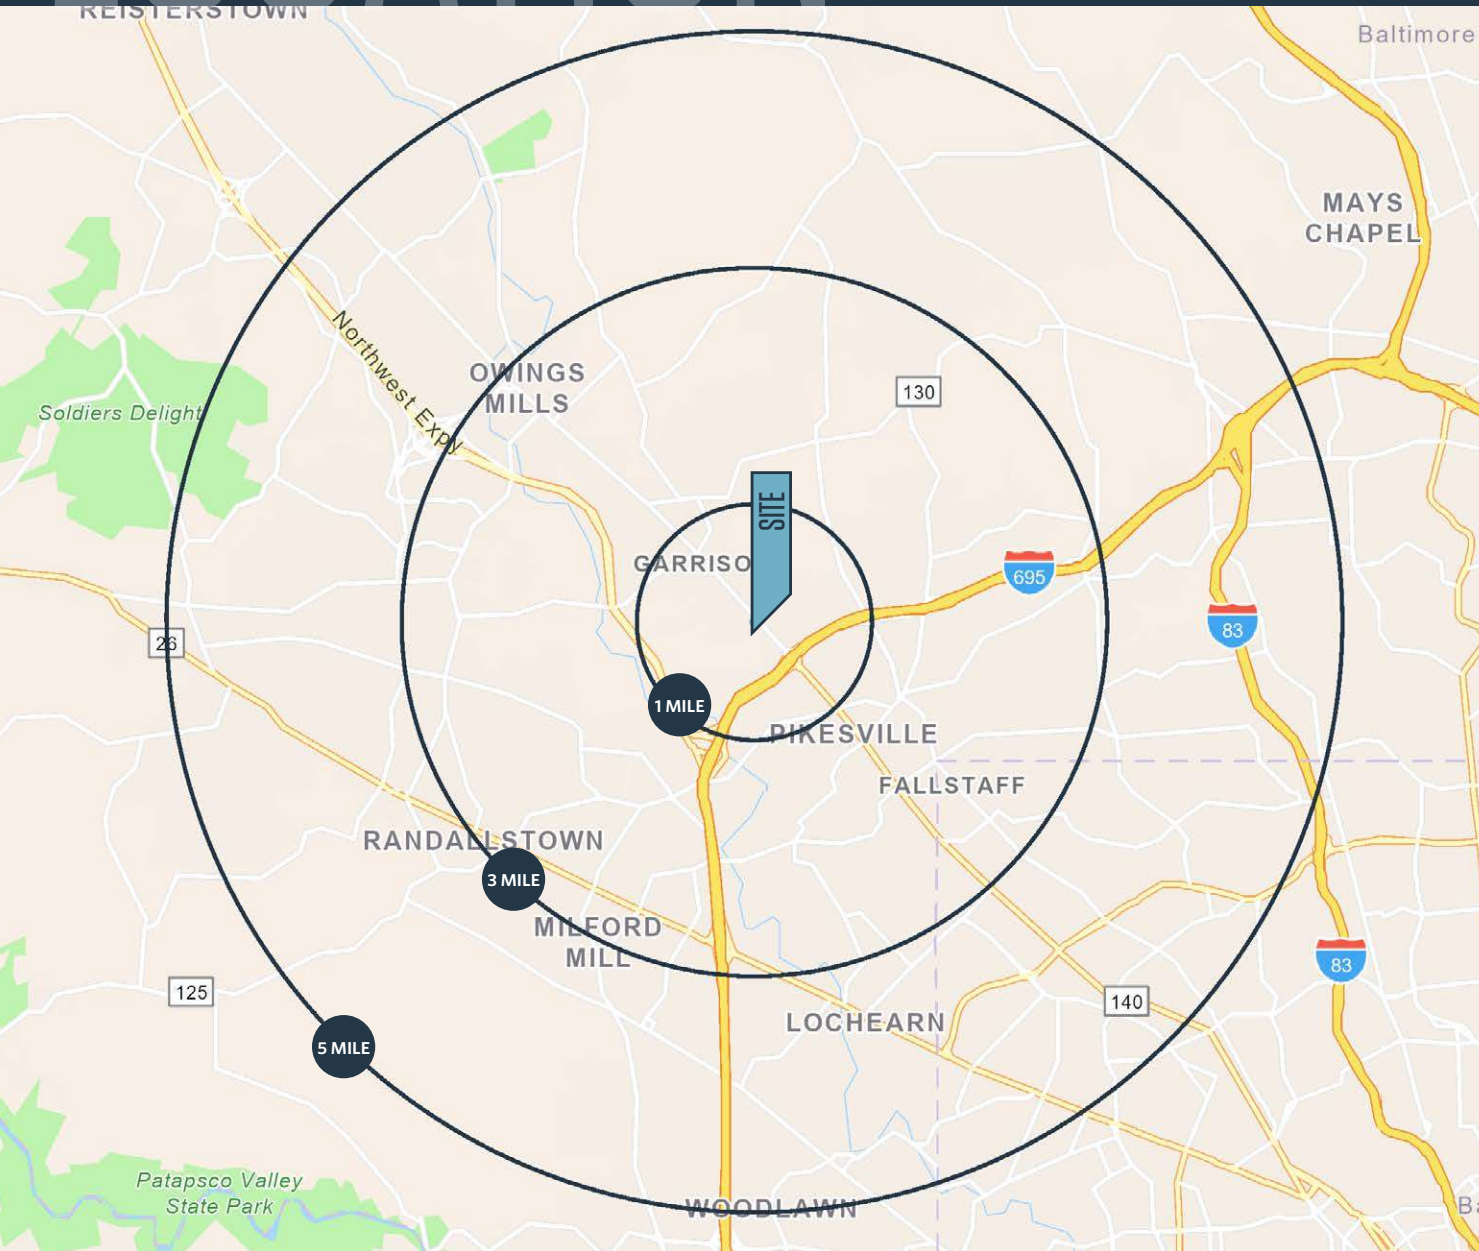 REISTERSTOWN
Baltimore
MAYS
CHAPEL
Northwest Expy
OWINGS
MILLS
130
Soldiers Delight
SITE
GARRISO
695
83
26
1 MILE
PIKESVILLE
FALLSTAFF
RANDALLSTOWN
3 MILE
MILFORD
MILL
83
125
140
LOCHEARN
5 MILE
Patapsco Valley
State Park
WOODLAWN